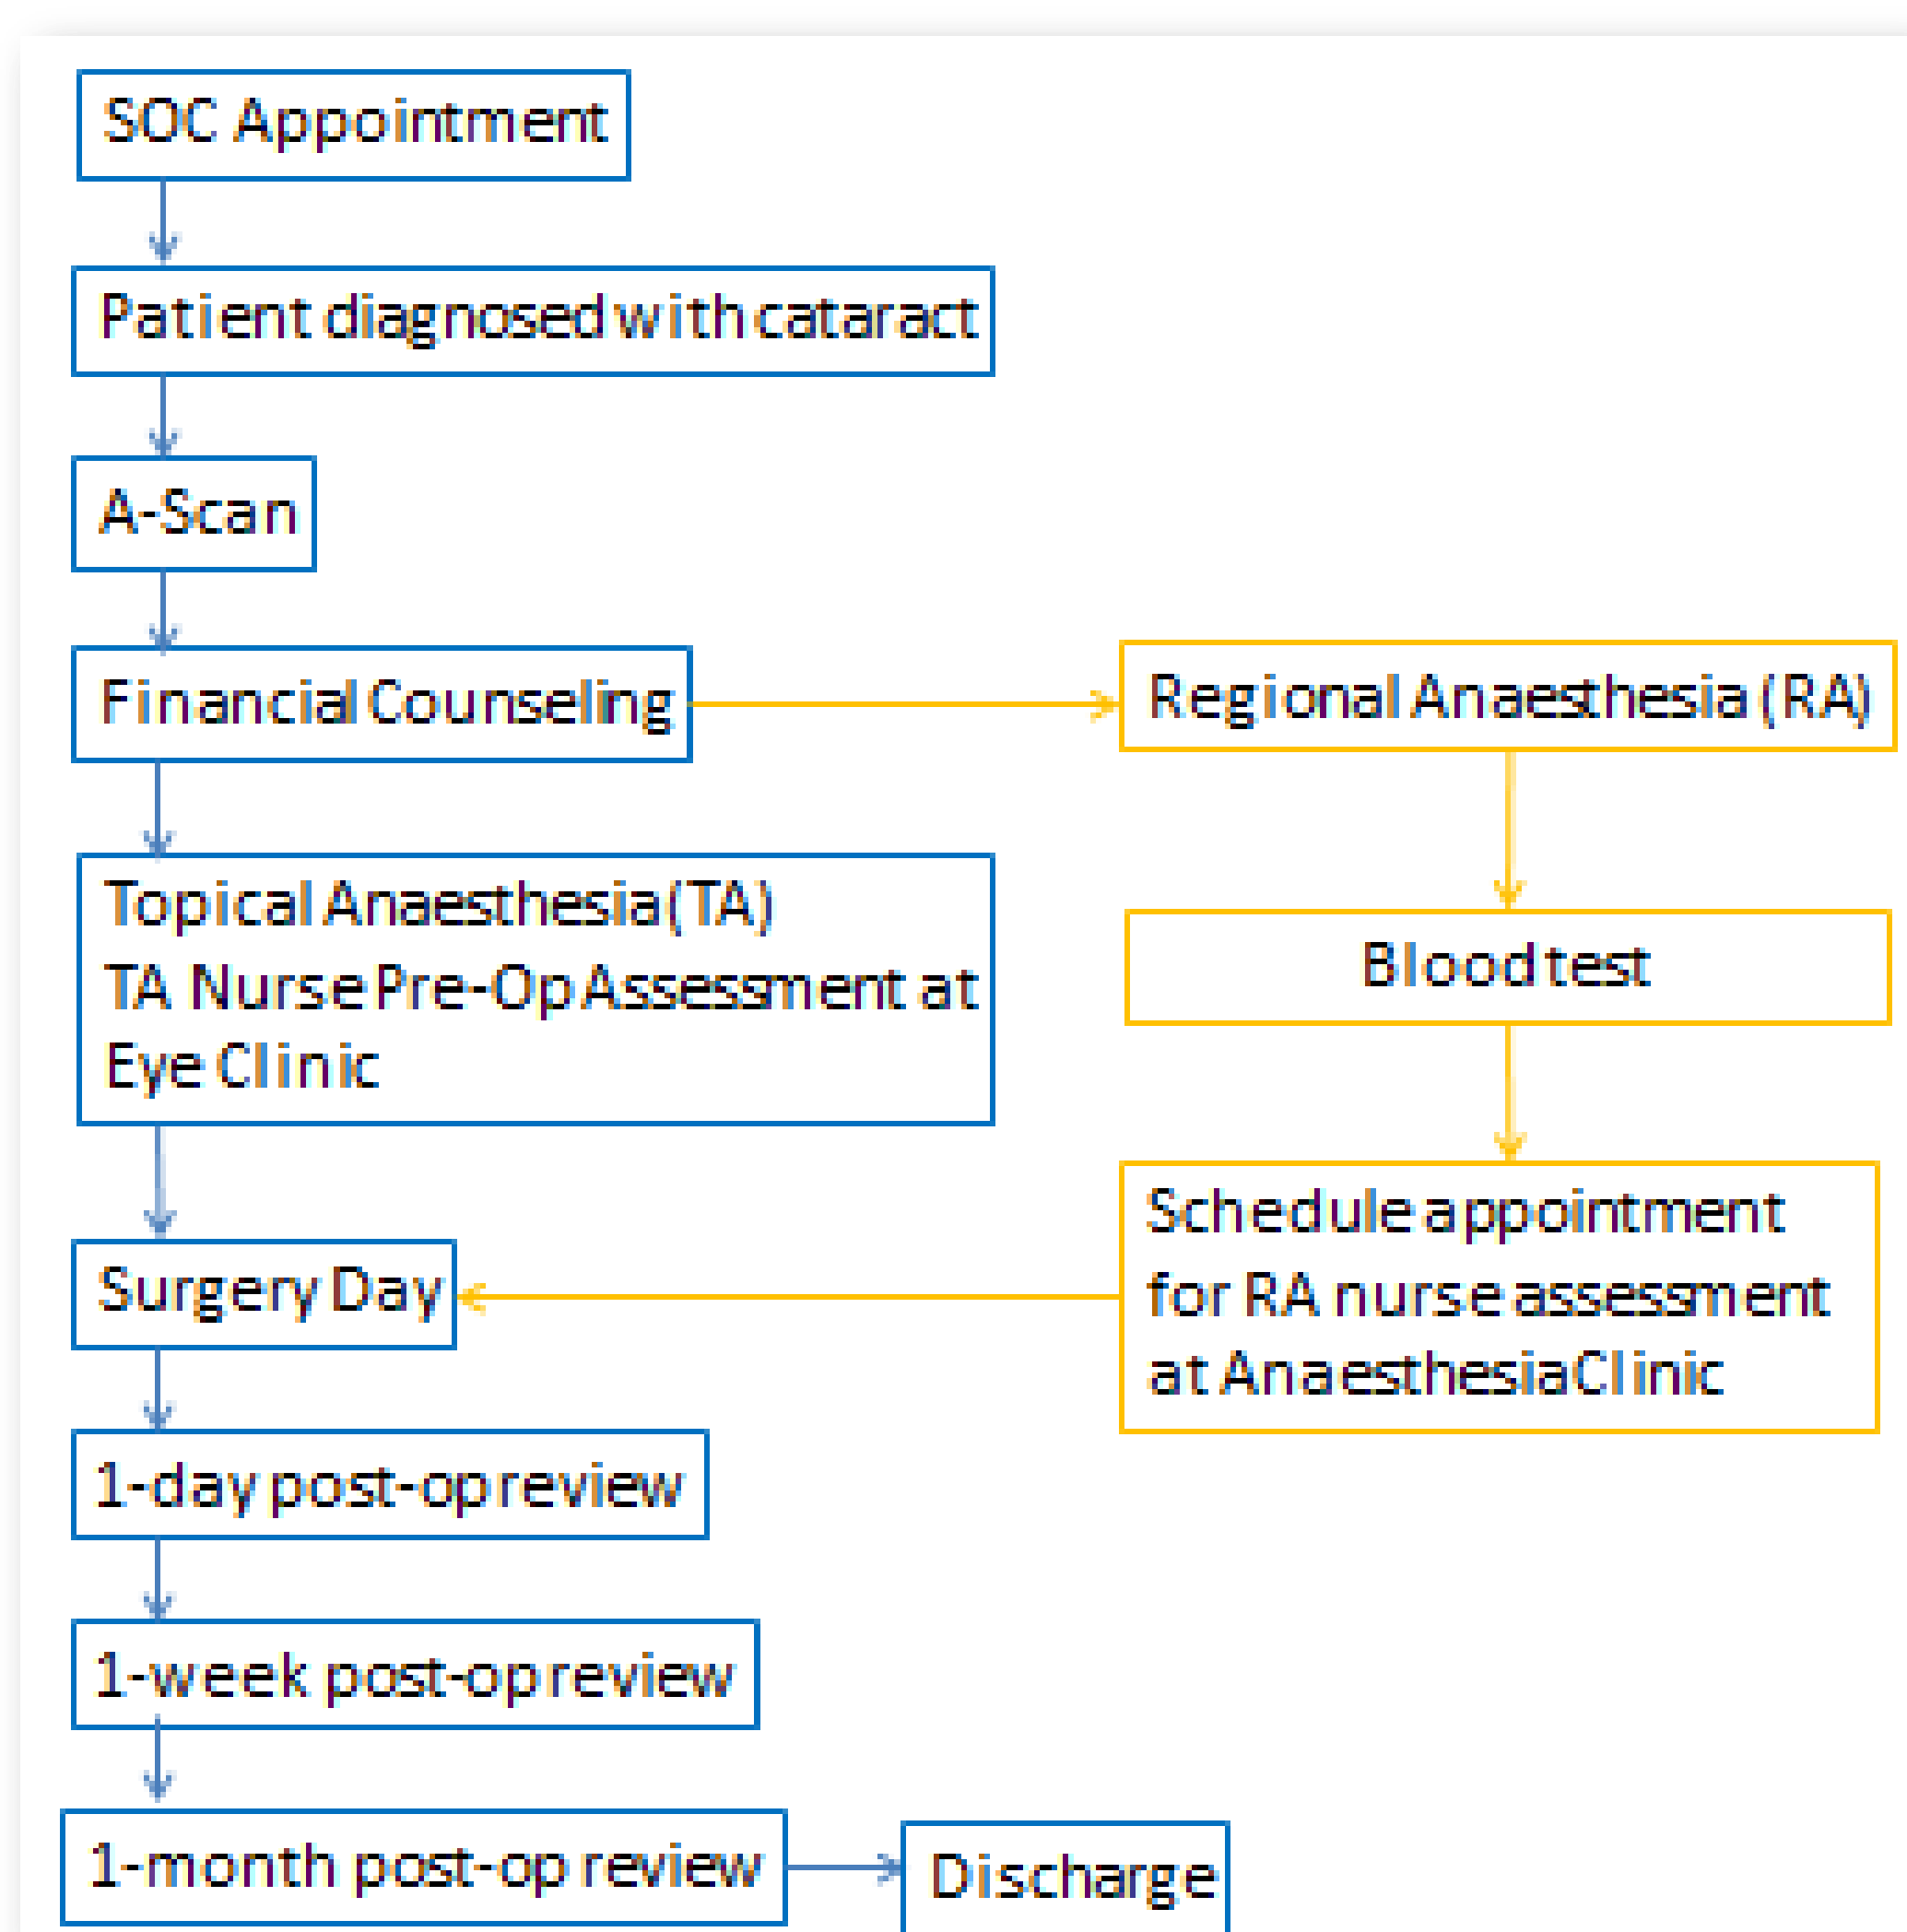 SOC Appointment
Patient diagnosed with cataract
A-Scan
Financial Counseling
Regional Anaesthesia (RA)
Topical Anaesthesia (TA)
TA Nurse Pre-Op Assessment at
Eye Clinic
Blood test
Schedule appointment
for RA nurse assessment
at Anaesthesia Clinic
Surgery Day
1-day post-op review
1-week post-op review
1-month post-op review
Discharge